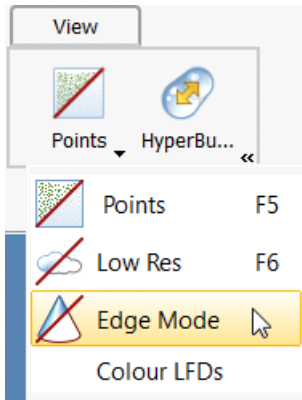 View
Points HyperBu...
Points F5
Low Res F6
Edge Mode
Colour LFDs